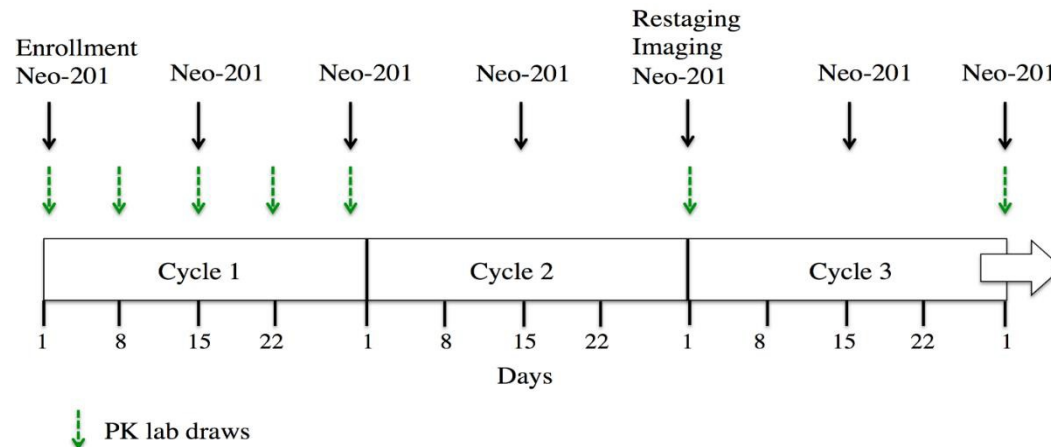 Enrollment
Neo-201
Neo-201
Neo-201
Neo-201
Restaging
Imaging
Neo-201
Neo-201
Neo-201
Cycle 1
Cycle 2
Cycle 3
1 8 15 22 1 8 15 22 1 8 15 22 1
Days
PK lab draws